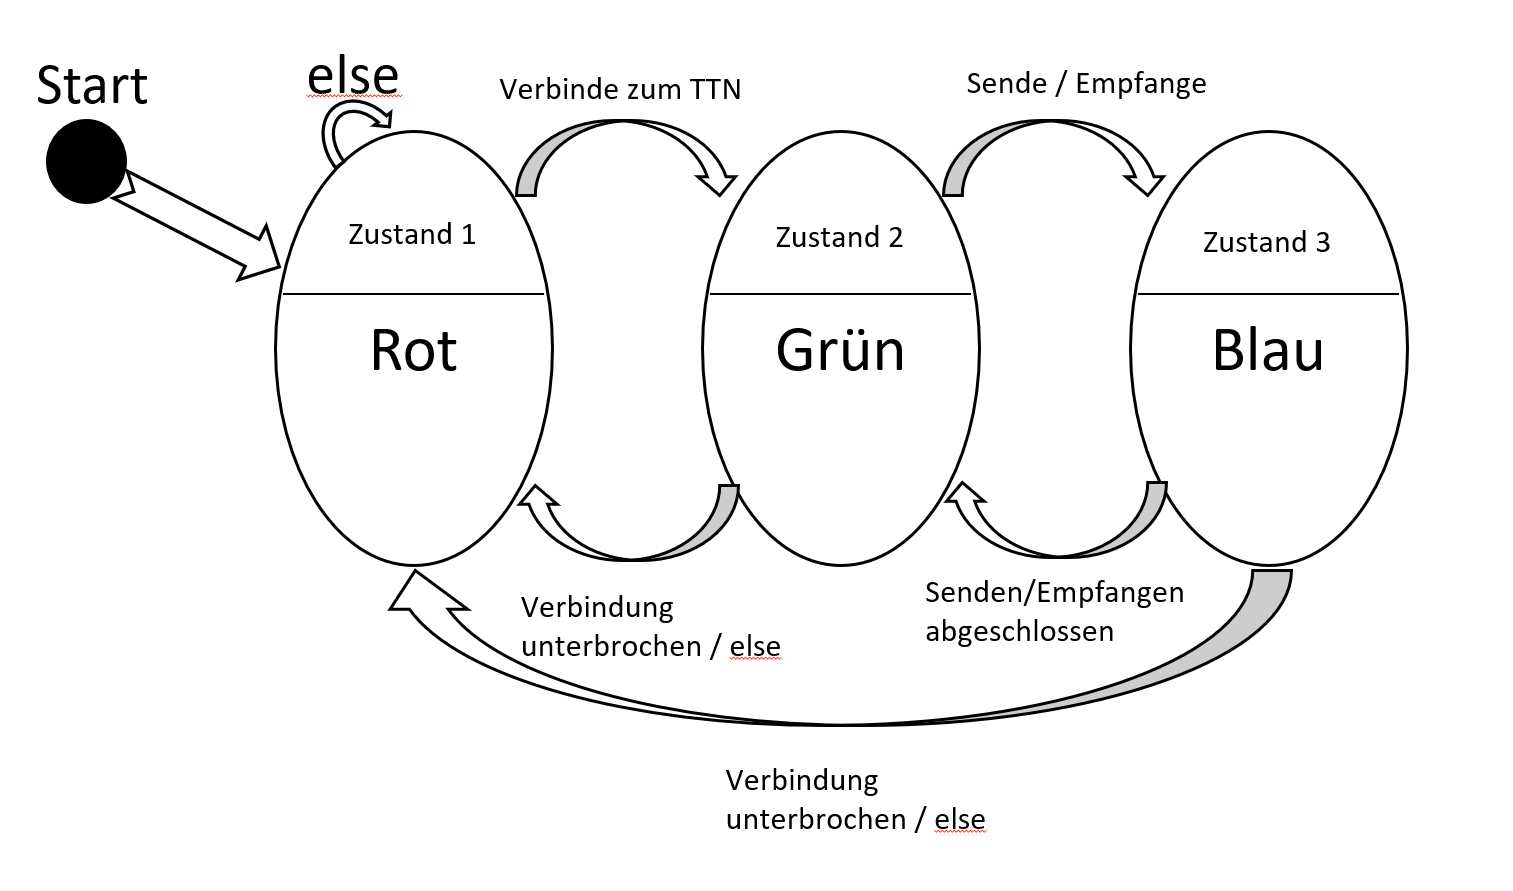 Start
else
Verbinde zum TTN
Sende / Empfange
Zustand 1
Zustand 2
Zustand 3
Rot
Grün
Blau
Verbindung
unterbrochen / else
Senden/Empfangen
abgeschlossen
Verbindung
unterbrochen / else